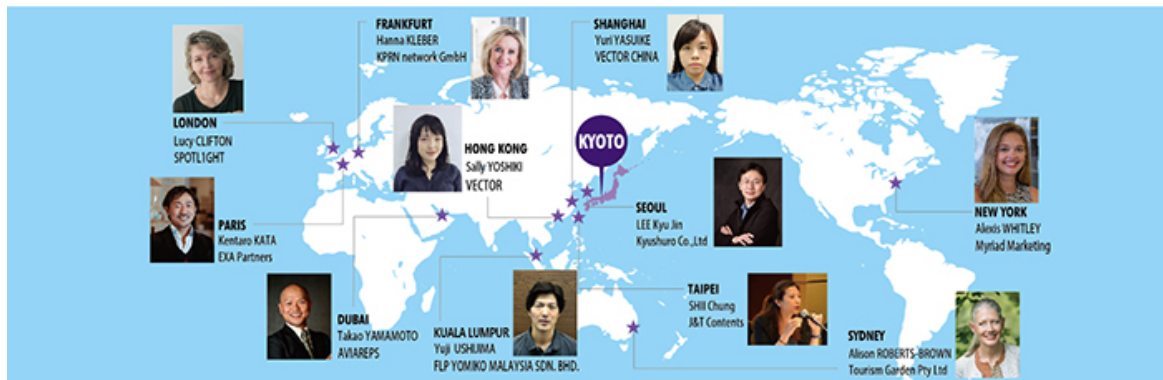 FRANKFURT
Hanna KLEBER
KPRN network GmbH
SHANGHAI
Yuri YASUIKE
VECTOR CHINA
LONDON
Lucy CLIFTON
SPOTL1GHT
HONG KONG
Sally YOSHIKI
VECTOR
KYOTO
SEOUL
LEE Kyu Jin
Kyushuro Co.,Ltd
NEW YORK
Alexis WHITLEY
Myriad Marketing
PARIS
Kentaro KATA
EXA Partners
DUBAI
Takao YAMAMOTO
AVIAREPS
KUALA LUMPUR
Yuji USHIJIMA
FLP YOMIKO MALAYSIA SDN. BHD.
TAIPEI
SHII Chung
J&T Contents
SYDNEY
Alison ROBERTS-BROWN
Tourism Garden Pty Ltd